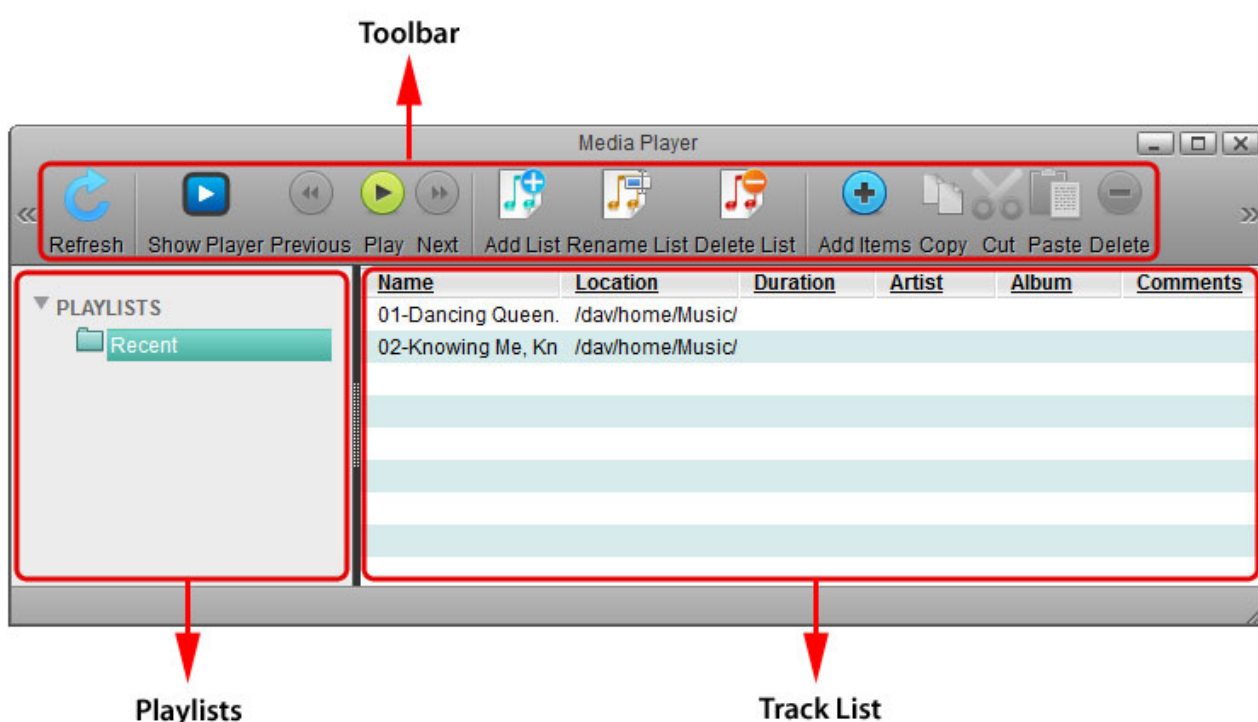 Toolbar
Media Player
Refresh Show Player Previous Play Next Add List Rename List Delete List Add Items Copy Cut Paste Delete
PLAYLISTS
Recent
Name Location Duration Artist Album Comments
01-Dancing Queen. /dav/home/Music/
02-Knowing Me, Kn /dav/home/Music/
Playlists
Track List